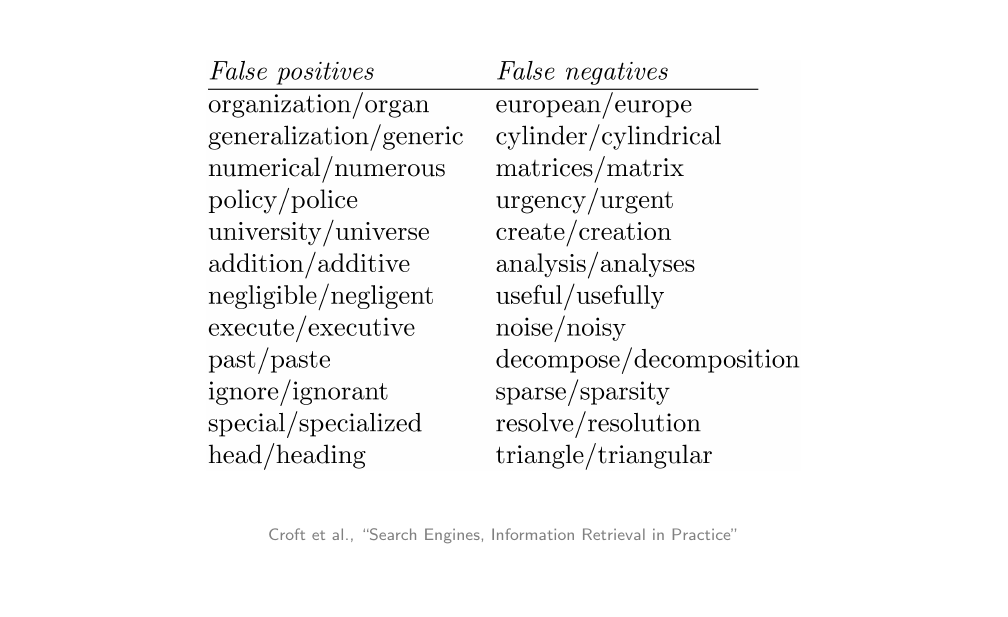 False positives False negatives
organization/organ european/europe
generalization/generic cylinder/cylindrical
numerical/numerous matrices/matrix
policy/police urgency/urgent
university/universe create/creation
addition/additive analysis/analyses
negligible/negligent useful/usefully
execute/executive noise/noisy
past/paste decompose/decomposition
ignore/ignorant sparse/sparsity
special/specialized resolve/resolution
head/heading triangle/triangular
Croft et al., “Search Engines, Information Retrieval in Practice”